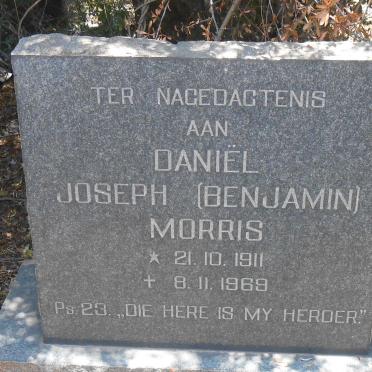 TER NAGEDAGTENIS
AAN
DANIËL
JOSEPH (BENJAMIN)
MORRIS
* 21. 10. 1911
✝ 8. 11. 1969
Ps. 23. „DIE HERE IS MY HERDER."